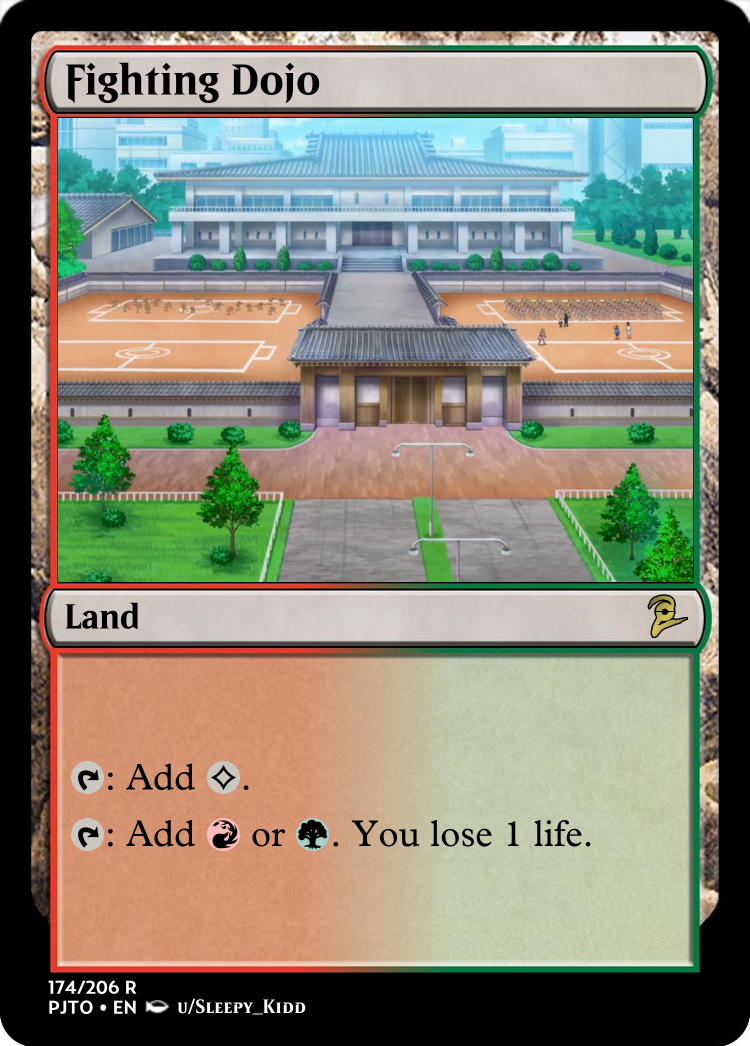 Fighting Dojo
Land
: Add .
: Add or . You lose 1 life.
174/206 R
PJTO • EN u/Sleepy_Kidd